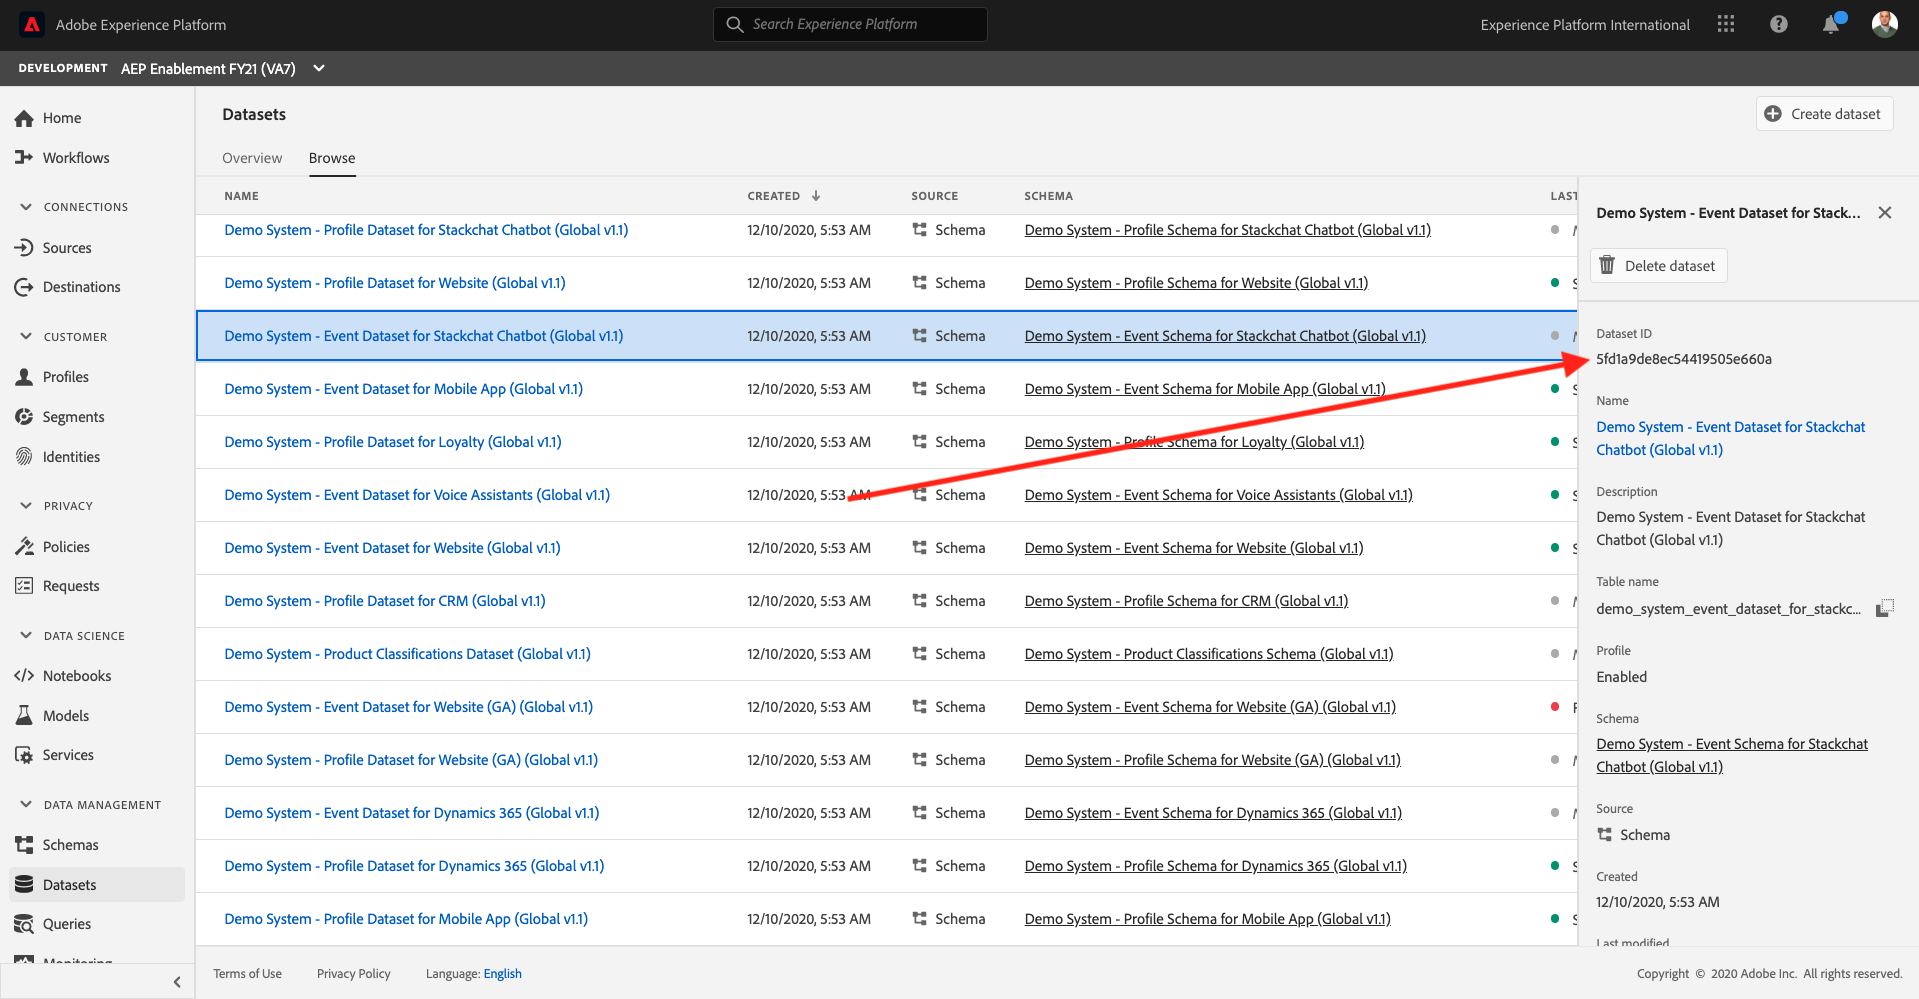 Adobe Experience Platform
Search Experience Platform
Experience Platform International
DEVELOPMENT AEP Enablement FY21 (VA7)
Home
Workflows
CONNECTIONS
Sources
Destinations
CUSTOMER
Profiles
Segments
Identities
PRIVACY
Policies
Requests
DATA SCIENCE
Notebooks
Models
Services
DATA MANAGEMENT
Schemas
Datasets
Queries
Monitoring
Datasets
Create dataset
Overview Browse
NAME CREATED SOURCE SCHEMA LAST
Demo System - Profile Dataset for Stackchat Chatbot (Global v1.1) 12/10/2020, 5:53 AM Schema Demo System - Profile Schema for Stackchat Chatbot (Global v1.1)
Demo System - Profile Dataset for Website (Global v1.1) 12/10/2020, 5:53 AM Schema Demo System - Profile Schema for Website (Global v1.1) S
Demo System - Event Dataset for Stackchat Chatbot (Global v1.1) 12/10/2020, 5:53 AM Schema Demo System - Event Schema for Stackchat Chatbot (Global v1.1)
Demo System - Event Dataset for Mobile App (Global v1.1) 12/10/2020, 5:53 AM Schema Demo System - Event Schema for Mobile App (Global v1.1) S
Demo System - Profile Dataset for Loyalty (Global v1.1) 12/10/2020, 5:53 AM Schema Demo System - Profile Schema for Loyalty (Global v1.1) S
Demo System - Event Dataset for Voice Assistants (Global v1.1) 12/10/2020, 5:53 AM Schema Demo System - Event Schema for Voice Assistants (Global v1.1) S
Demo System - Event Dataset for Website (Global v1.1) 12/10/2020, 5:53 AM Schema Demo System - Event Schema for Website (Global v1.1) S
Demo System - Profile Dataset for CRM (Global v1.1) 12/10/2020, 5:53 AM Schema Demo System - Profile Schema for CRM (Global v1.1)
Demo System - Product Classifications Dataset (Global v1.1) 12/10/2020, 5:53 AM Schema Demo System - Product Classifications Schema (Global v1.1)
Demo System - Event Dataset for Website (GA) (Global v1.1) 12/10/2020, 5:53 AM Schema Demo System - Event Schema for Website (GA) (Global v1.1)
Demo System - Profile Dataset for Website (GA) (Global v1.1) 12/10/2020, 5:53 AM Schema Demo System - Profile Schema for Website (GA) (Global v1.1)
Demo System - Event Dataset for Dynamics 365 (Global v1.1) 12/10/2020, 5:53 AM Schema Demo System - Event Schema for Dynamics 365 (Global v1.1)
Demo System - Profile Dataset for Dynamics 365 (Global v1.1) 12/10/2020, 5:53 AM Schema Demo System - Profile Schema for Dynamics 365 (Global v1.1) S
Demo System - Profile Dataset for Mobile App (Global v1.1) 12/10/2020, 5:53 AM Schema Demo System - Profile Schema for Mobile App (Global v1.1) S
Demo System - Event Dataset for Stack...
Delete dataset
Dataset ID
5fd1a9de8ec54419505e660a
Name
Demo System - Event Dataset for Stackchat
Chatbot (Global v1.1)
Description
Demo System - Event Dataset for Stackchat
Chatbot (Global v1.1)
Table name
demo_system_event_dataset_for_stackc...
Profile
Enabled
Schema
Demo System - Event Schema for Stackchat
Chatbot (Global v1.1)
Source
Schema
Created
12/10/2020, 5:53 AM
Last modified
Terms of Use Privacy Policy Language: English
Copyright © 2020 Adobe Inc. All rights reserved.